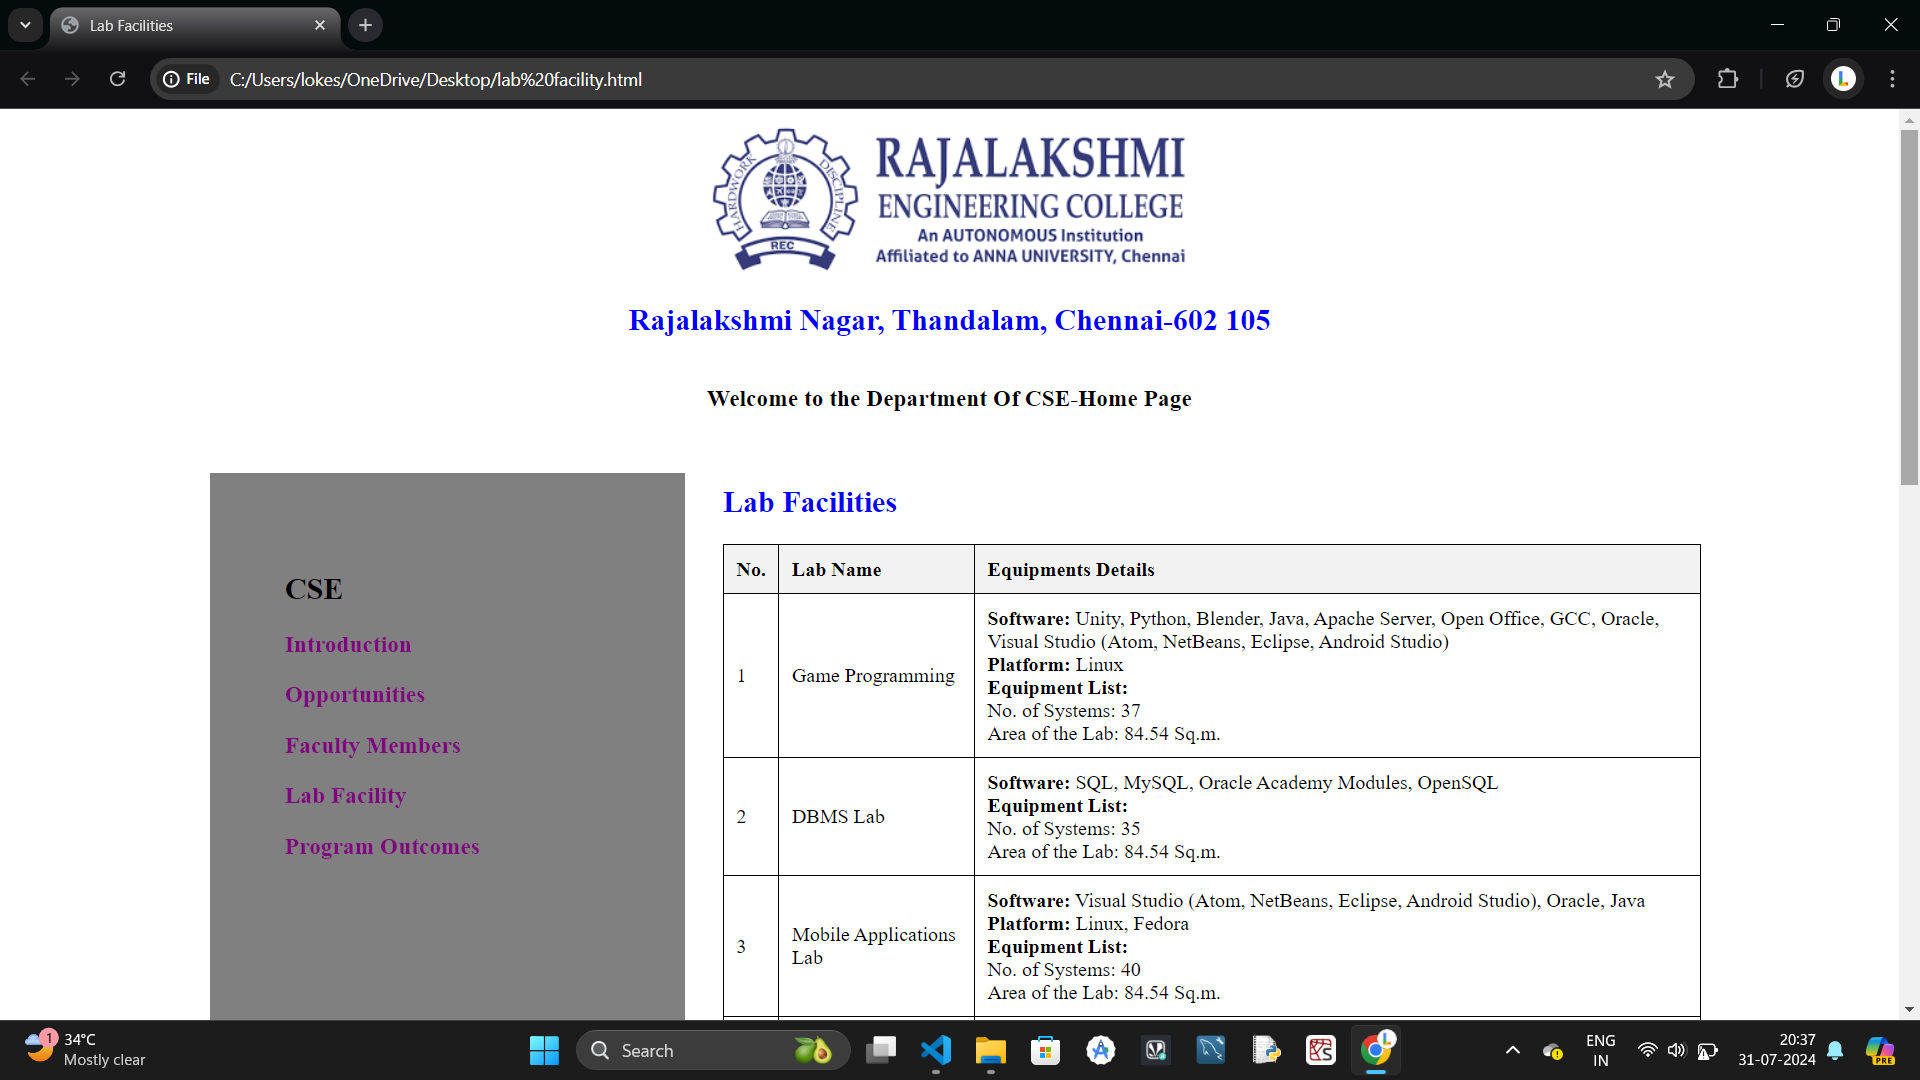 Lab Facilities
File
C:/Users/lokes/OneDrive/Desktop/lab%20facility.html
L
HARDWORK
DISCIPLINE
REC
RAJALAKSHMI
ENGINEERING COLLEGE
An AUTONOMOUS Institution
Affiliated to ANNA UNIVERSITY, Chennai
Rajalakshmi Nagar, Thandalam, Chennai-602 105
Welcome to the Department Of CSE-Home Page
CSE
Introduction
Opportunities
Faculty Members
Lab Facility
Program Outcomes
Lab Facilities
No. Lab Name Equipments Details
1 Game Programming
Software: Unity, Python, Blender, Java, Apache Server, Open Office, GCC, Oracle,
Visual Studio (Atom, NetBeans, Eclipse, Android Studio)
Platform: Linux
Equipment List:
No. of Systems: 37
Area of the Lab: 84.54 Sq.m.
2 DBMS Lab
Software: SQL, MySQL, Oracle Academy Modules, OpenSQL
Equipment List:
No. of Systems: 35
Area of the Lab: 84.54 Sq.m.
3 Mobile Applications
Lab
Software: Visual Studio (Atom, NetBeans, Eclipse, Android Studio), Oracle, Java
Platform: Linux, Fedora
Equipment List:
No. of Systems: 40
Area of the Lab: 84.54 Sq.m.
1
34°C
Mostly clear
Search
L
ENG
IN
20:37
31-07-2024
PRE